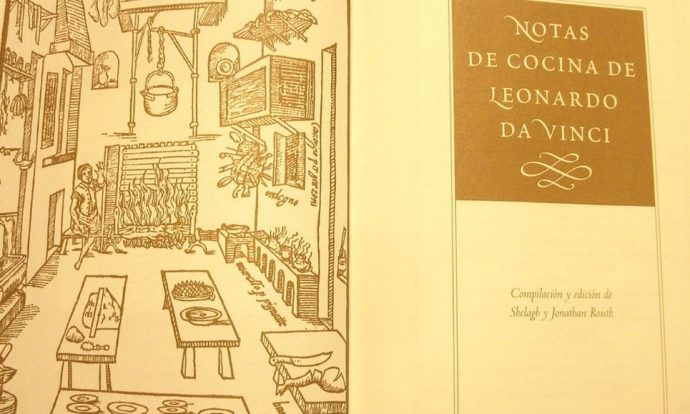 NOTAS
DE COCINA DE
LEONARDO
DA VINCI
Compilación y edición de
Shelagh y Jonathan Routh